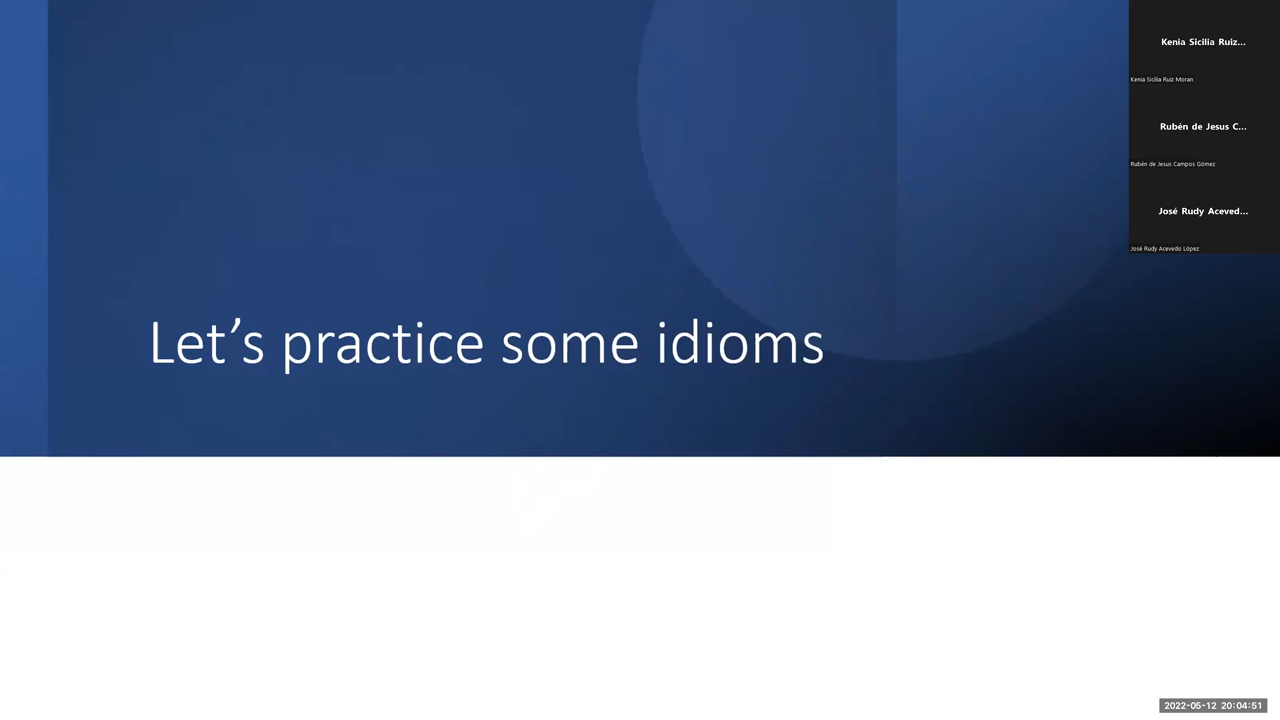 Let’s practice some idioms
Kenia Sicilia Ruiz...
Kenia Sicilia Ruiz Moran
Rubén de Jesus C...
Rubén de Jesus Campos Gómez
José Rudy Aceved...
José Rudy Acevedo López
2022-05-12 20:04:51